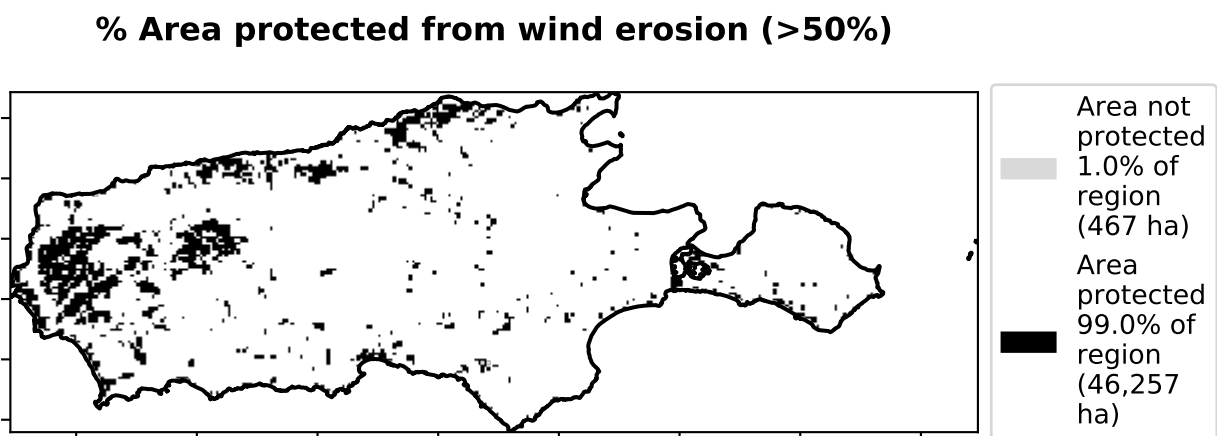 % Area protected from wind erosion (>50%)
Area not
protected
1.0% of
region
(467 ha)
Area
protected
99.0% of
region
(46,257
ha)